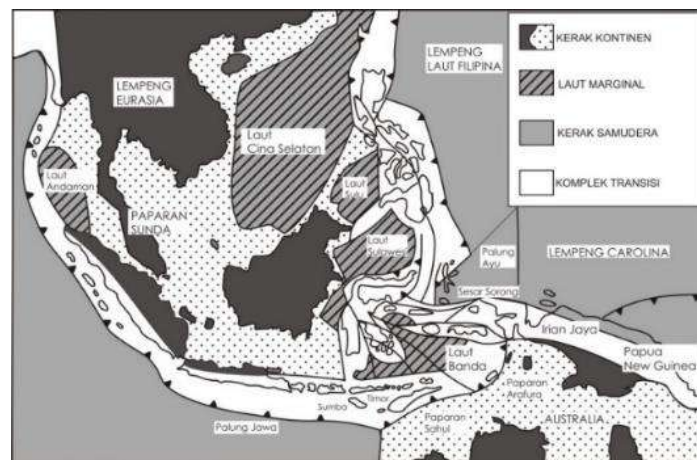 LEMPENG
EURASIA
LEMPENG
LAUT FILIPINA
KERAK KONTINEN
LAUT MARGINAL
KERAK SAMUDERA
KOMPLEK TRANSISI
Laut
Cina Selatan
Laut
Andaman
Laut
Sulu
PAPARAN
SUNDA
Laut
Sulawesi
Palung
Ayu
LEMPENG CAROLINA
Sesar Sorong
Irian Jaya
Laut
Banda
Papua
New Guinea
Paparan
Arafura
Timor
Sumba
Paparan
Sahul
AUSTRALIA
Palung Jawa